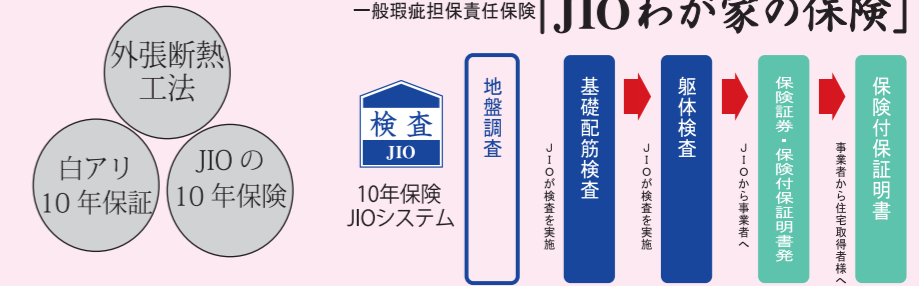 一般瑕疵担保責任保険「JIOわが家の保険」
外張断熱
工法
白アリ
10年保証
JIOの
10年保険
検査
JIO
10年保険
JIOシステム
地盤調査
JIOが検査を実施
基礎配筋検査
JIOが検査を実施
躯体検査
JIOから事業者へ
保険証券・保険付保証明書発
事業者から住宅取得者様へ
保険付保証明書